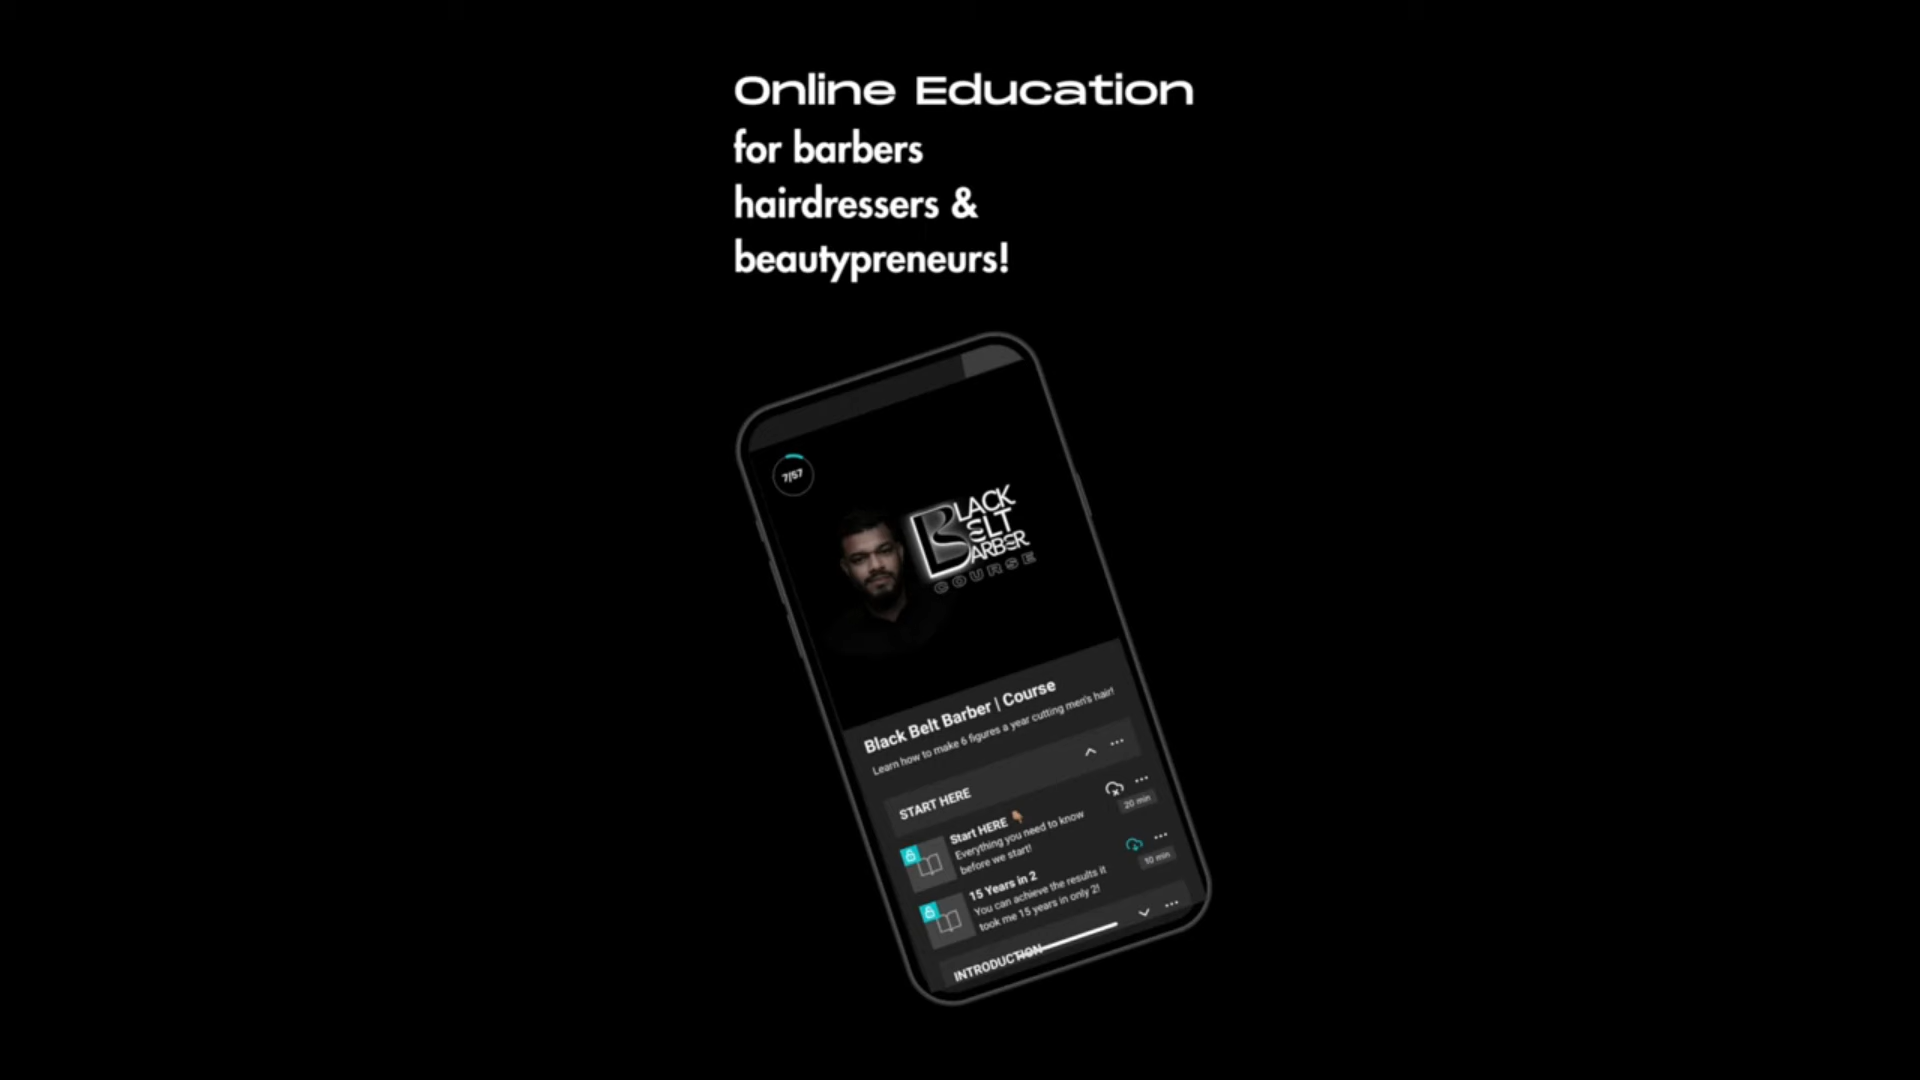 Online Education
for barbers
hairdressers &
beautypreneurs!
7/57
BLACK
BELT
BARBER
COURSE
Black Belt Barber | Course
Learn how to make 6 figures a year cutting men's hair!
START HERE
Start HERE 👇🏽
Everything you need to know
before we start!
20 min
15 Years in 2
You can achieve the results it
took me 15 years in only 2!
10 min
INTRODUCTION